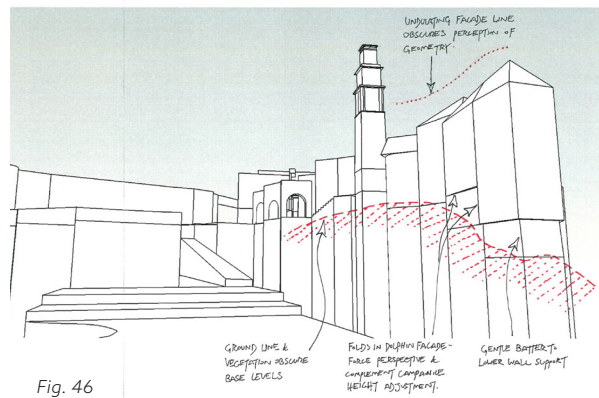 UNDULATING FACADE LINE
OBSCURES PERCEPTION OF
GEOMETRY.
GROUND LINE &
VEGETATION OBSCURE
BASE LEVELS
FOLDS IN DOLPHIN FACADE -
FORCE PERSPECTIVE &
COMPLEMENT CAMPANILE
HEIGHT ADJUSTMENT.
GENTLE BATTER TO
LOWER WALL SUPPORT
Fig. 46